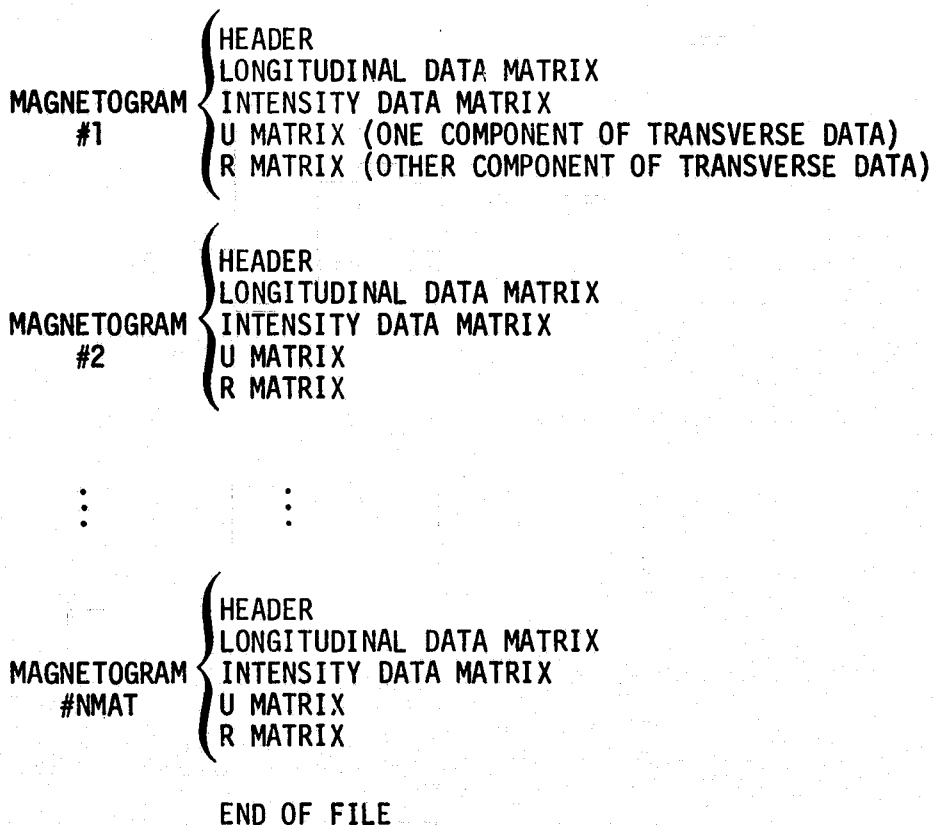 HEADER
LONGITUDINAL DATA MATRIX
MAGNETOGRAM INTENSITY DATA MATRIX
#1 U MATRIX (ONE COMPONENT OF TRANSVERSE DATA)
R MATRIX (OTHER COMPONENT OF TRANSVERSE DATA)
HEADER
LONGITUDINAL DATA MATRIX
MAGNETOGRAM INTENSITY DATA MATRIX
#2 U MATRIX
R MATRIX
HEADER
LONGITUDINAL DATA MATRIX
MAGNETOGRAM INTENSITY DATA MATRIX
#NMAT U MATRIX
R MATRIX
END OF FILE